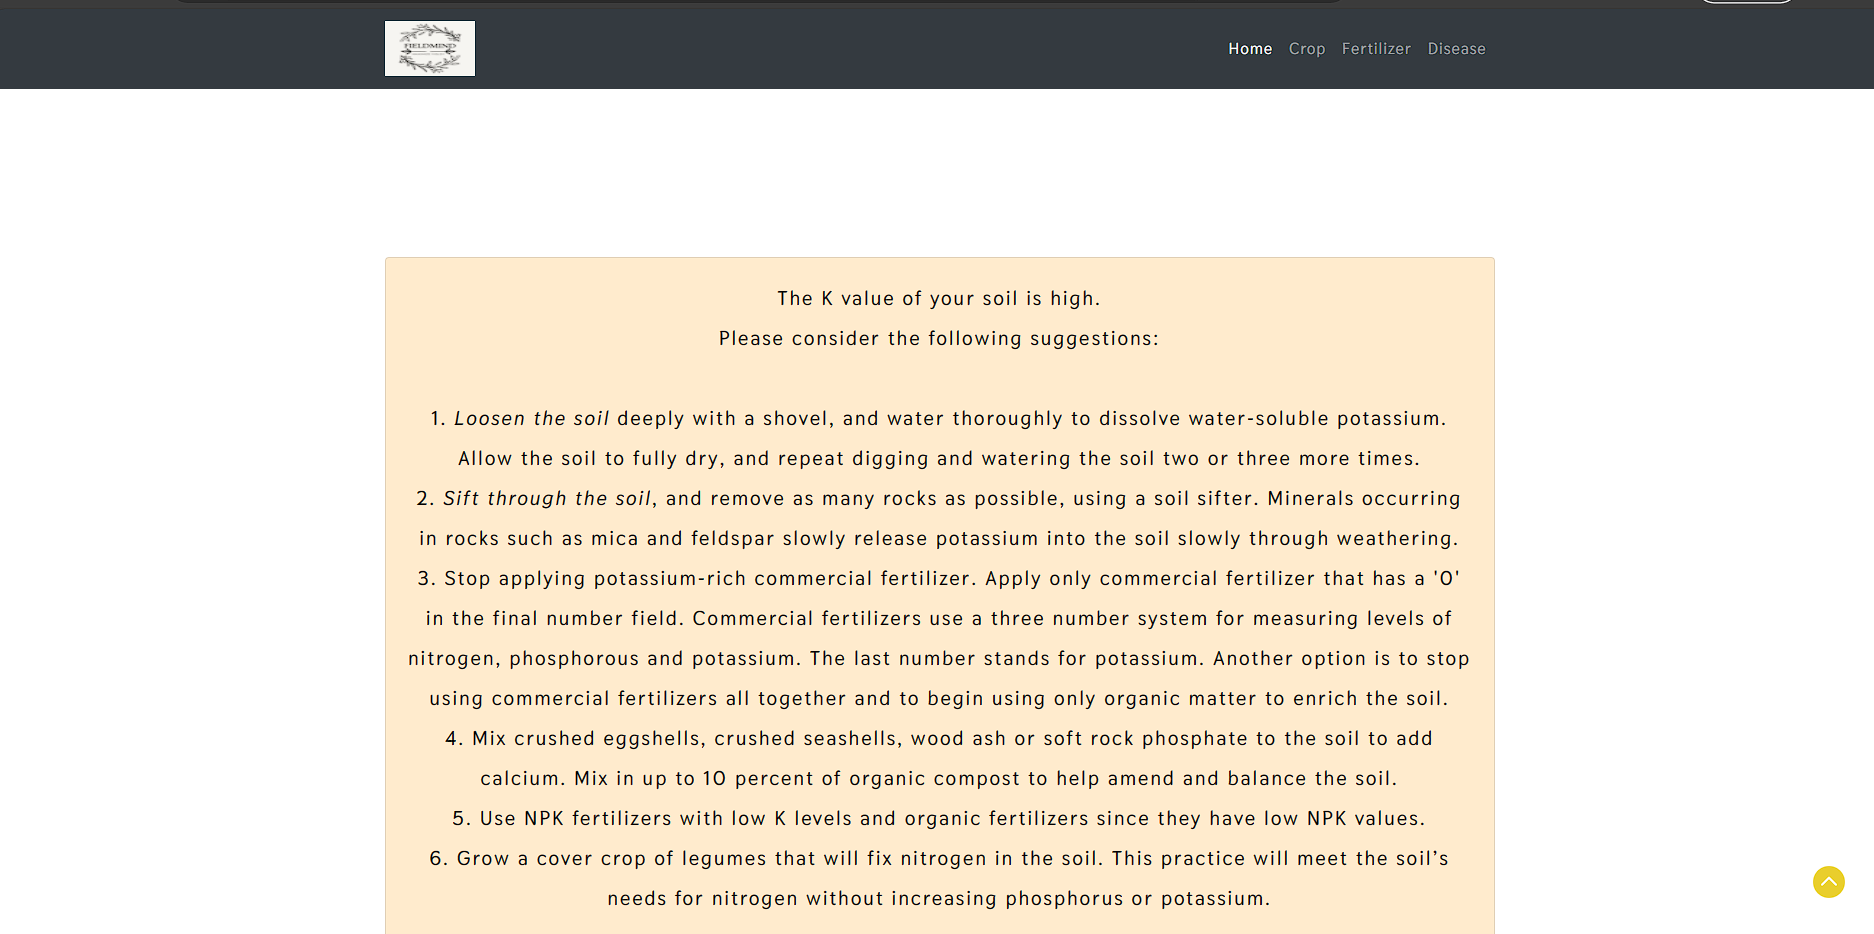 FIELDMEND
Home Crop Fertilizer Disease
The K value of your soil is high.
Please consider the following suggestions:
1. Loosen the soil deeply with a shovel, and water thoroughly to dissolve water-soluble potassium.
Allow the soil to fully dry, and repeat digging and watering the soil two or three more times.
2. Sift through the soil, and remove as many rocks as possible, using a soil sifter. Minerals occurring
in rocks such as mica and feldspar slowly release potassium into the soil slowly through weathering.
3. Stop applying potassium-rich commercial fertilizer. Apply only commercial fertilizer that has a '0'
in the final number field. Commercial fertilizers use a three number system for measuring levels of
nitrogen, phosphorous and potassium. The last number stands for potassium. Another option is to stop
using commercial fertilizers all together and to begin using only organic matter to enrich the soil.
4. Mix crushed eggshells, crushed seashells, wood ash or soft rock phosphate to the soil to add
calcium. Mix in up to 10 percent of organic compost to help amend and balance the soil.
5. Use NPK fertilizers with low K levels and organic fertilizers since they have low NPK values.
6. Grow a cover crop of legumes that will fix nitrogen in the soil. This practice will meet the soil’s
needs for nitrogen without increasing phosphorus or potassium.